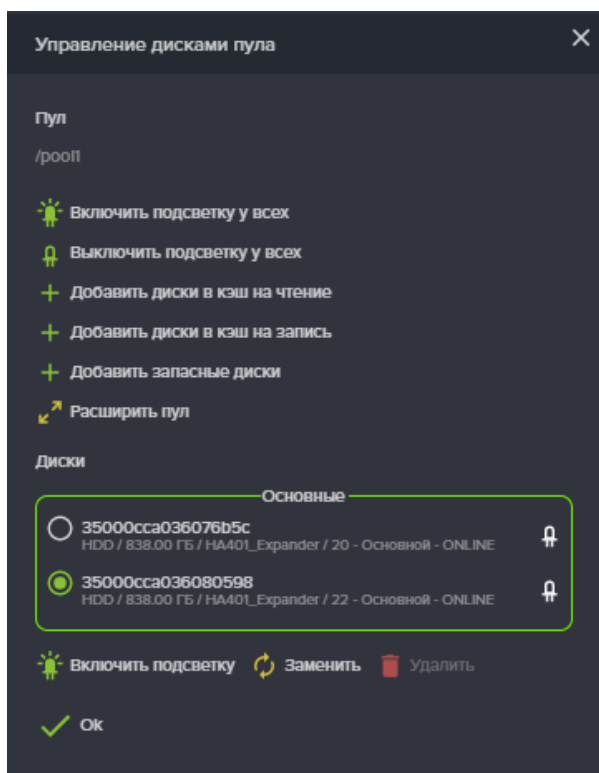 Управление дисками пула
Пул
/pool1
Включить подсветку у всех
Выключить подсветку у всех
Добавить диски в кэш на чтение
Добавить диски в кэш на запись
Добавить запасные диски
Расширить пул
Диски
Основные
35000cca036076b5c
HDD / 838.00 ГБ / HA401_Expander / 20 - Основной - ONLINE
35000cca036080598
HDD / 838.00 ГБ / HA401_Expander / 22 - Основной - ONLINE
Включить подсветку Заменить Удалить
Ok